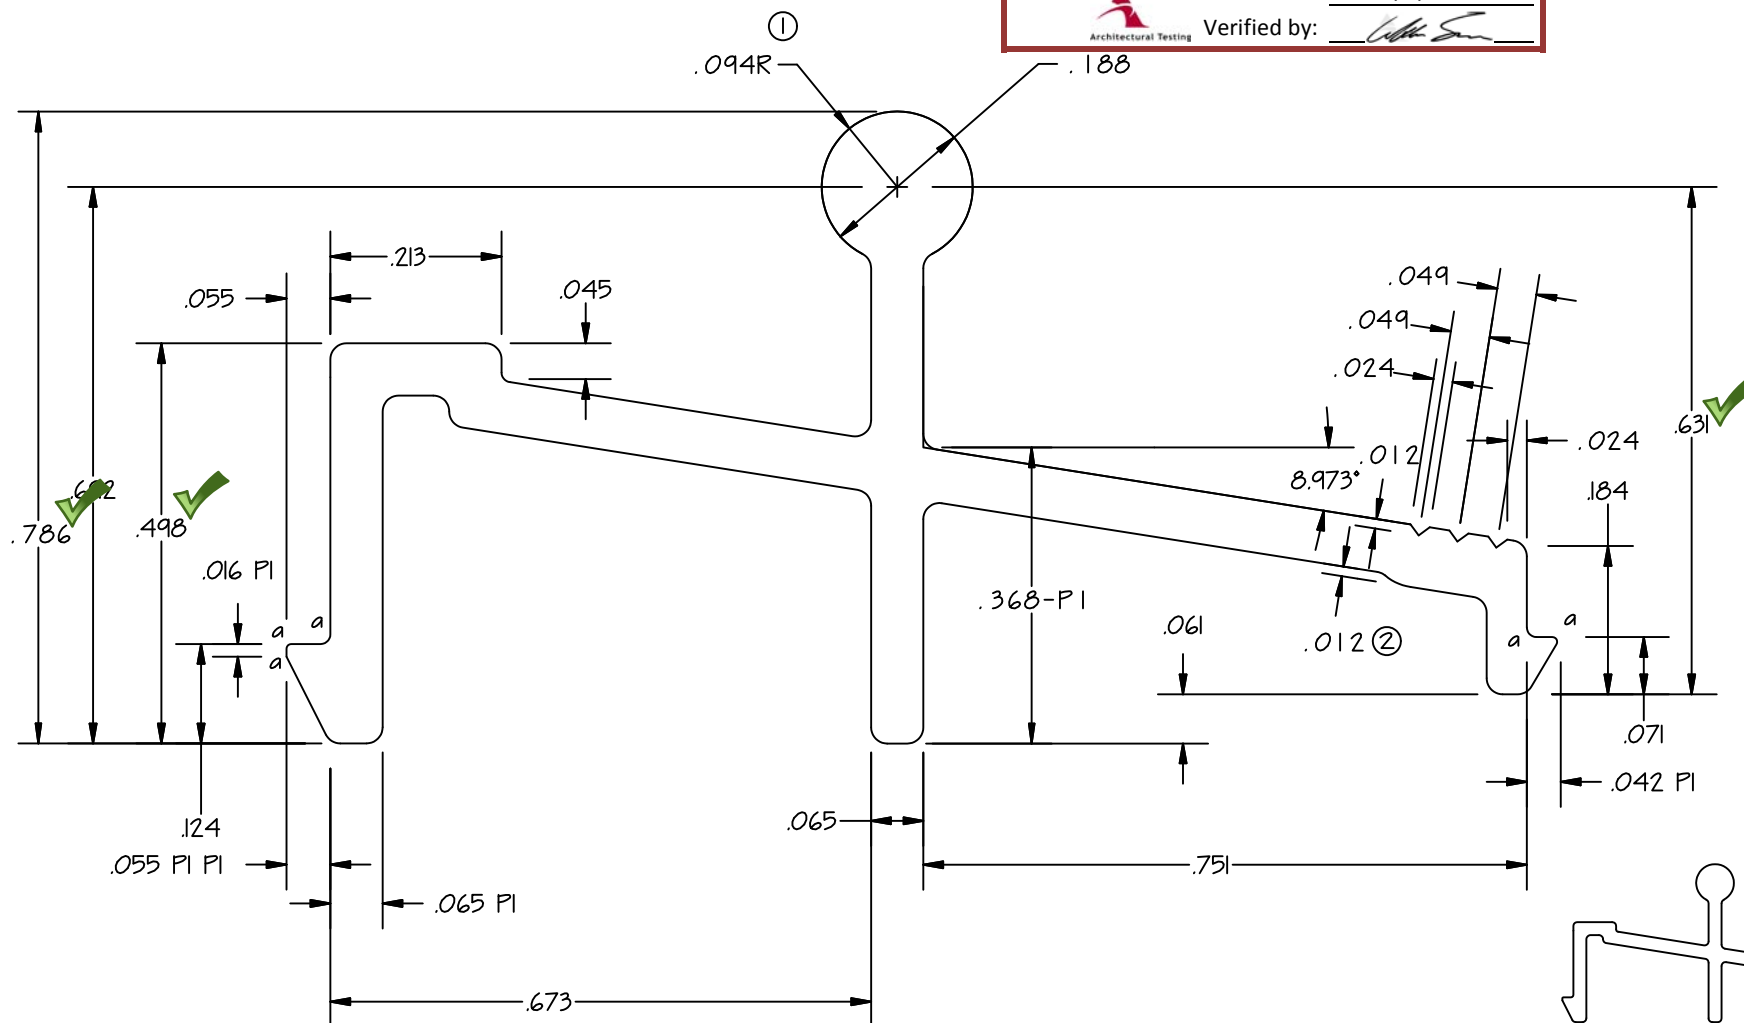 Architectural Testing
Verified by:
①
.094R
.188
.213
.055
.045
.049
.049
.024
.631
.024
.012
8.973°
.184
.786
.498
.016 PI
a
a
a
.368-PI
.061
.012 ②
a
a
.071
.042 PI
.124
.065
.055 PI PI
.751
.065 PI
.673